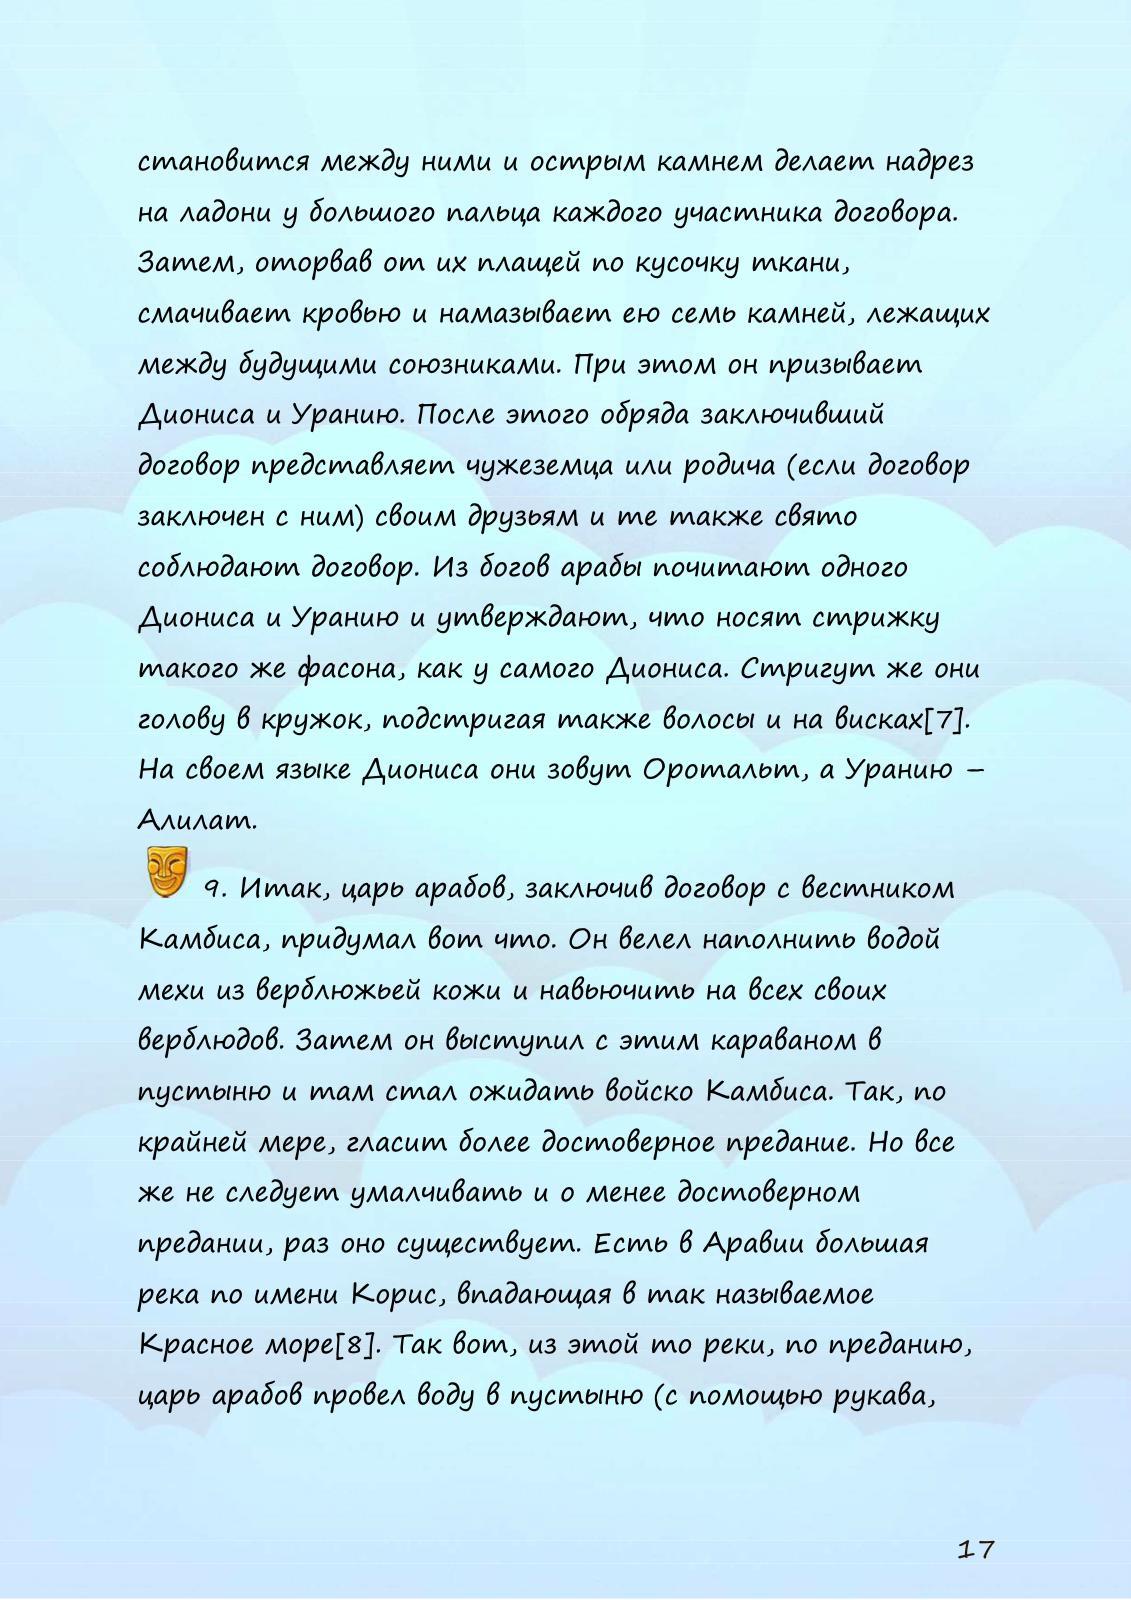 становится между ними и острым камнем делает надрез
на ладони у большого пальца каждого участника договора.
Затем, оторвав от их плащей по кусочку ткани,
смачивает кровью и намазывает ею семь камней, лежащих
между будущими союзниками. При этом он призывает
Диониса и Уранию. После этого обряда заключивший
договор представляет чужеземца или родича (если договор
заключен с ним) своим друзьям и те также свято
соблюдают договор. Из богов арабы почитают одного
Диониса и Уранию и утверждают, что носят стрижку
такого же фасона, как у самого Диониса. Стригут же они
голову в кружок, подстригая также волосы и на висках[7].
На своем языке Диониса они зовут Оротальт, а Уранию –
Алилат.
9. Итак, царь арабов, заключив договор с вестником
Камбиса, придумал вот что. Он велел наполнить водой
мехи из верблюжьей кожи и навьючить на всех своих
верблюдов. Затем он выступил с этим караваном в
пустыню и там стал ожидать войско Камбиса. Так, по
крайней мере, гласит более достоверное предание. Но все
же не следует умалчивать и о менее достоверном
предании, раз оно существует. Есть в Аравии большая
река по имени Корис, впадающая в так называемое
Красное море[8]. Так вот, из этой то реки, по преданию,
царь арабов провел воду в пустыню (с помощью рукава,
17